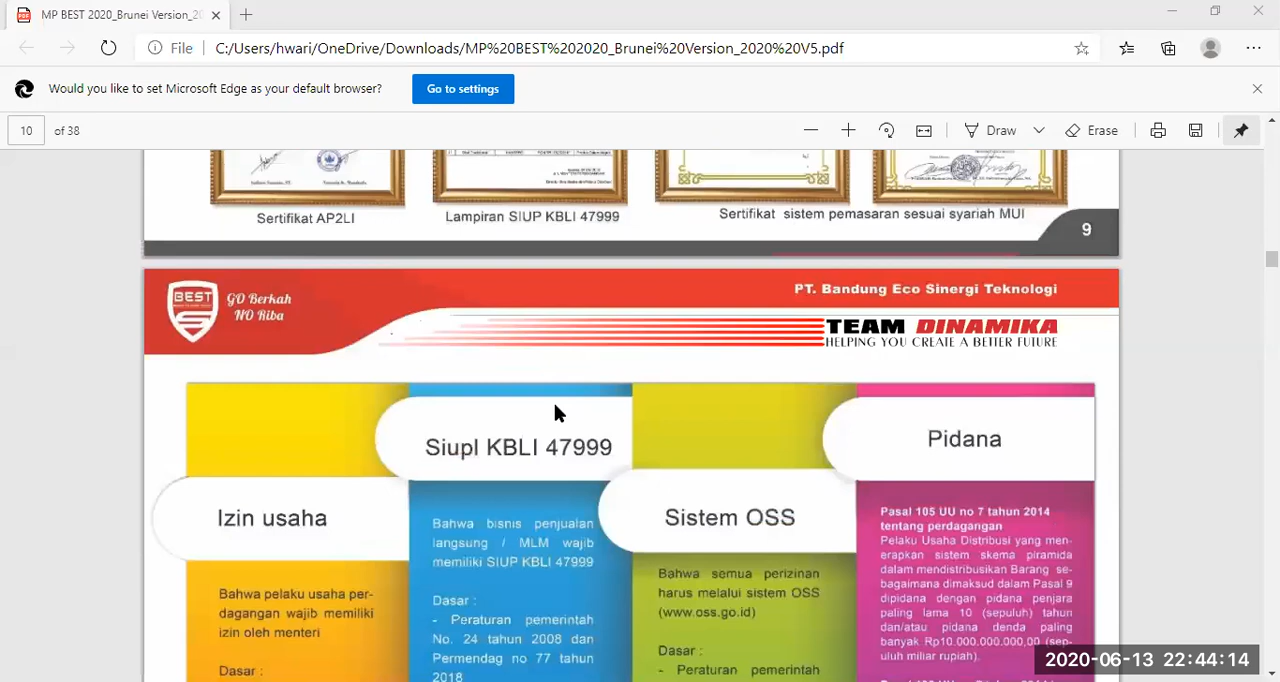 MP BEST 2020_Brunei Version_20
File
C:/Users/hwari/OneDrive/Downloads/MP%20BEST%202020_Brunei%20Version_2020%20V5.pdf
Would you like to set Microsoft Edge as your default browser?
Go to settings
10 of 38
Draw
Erase
Sertifikat AP2LI
Lampiran SIUP KBLI 47999
Sertifikat sistem pemasaran sesuai syariah MUI
9
BEST
GO Berkah
NO Riba
PT. Bandung Eco Sinergi Teknologi
TEAM DINAMIKA
HELPING YOU CREATE A BETTER FUTURE
Izin usaha
Bahwa pelaku usaha per-
dagangan wajib memiliki
izin oleh menteri
Dasar :
Siupl KBLI 47999
Bahwa bisnis penjualan
langsung / MLM wajib
memiliki SIUP KBLI 47999
Dasar :
- Peraturan pemerintah
No. 24 tahun 2008 dan
Permendag no 77 tahun
2018
Sistem OSS
Bahwa semua perizinan
harus melalui sistem OSS
(www.oss.go.id)
Dasar :
- Peraturan pemerintah
Pidana
Pasal 105 UU no 7 tahun 2014
tentang perdagangan
Pelaku Usaha Distribusi yang men-
erapkan sistem skema piramida
dalam mendistribusikan Barang se-
bagaimana dimaksud dalam Pasal 9
dipidana dengan pidana penjara
paling lama 10 (sepuluh) tahun
dan/atau pidana denda paling
banyak Rp10.000.000.000,00 (sep-
uluh miliar rupiah).
2020-06-13 22:44:14